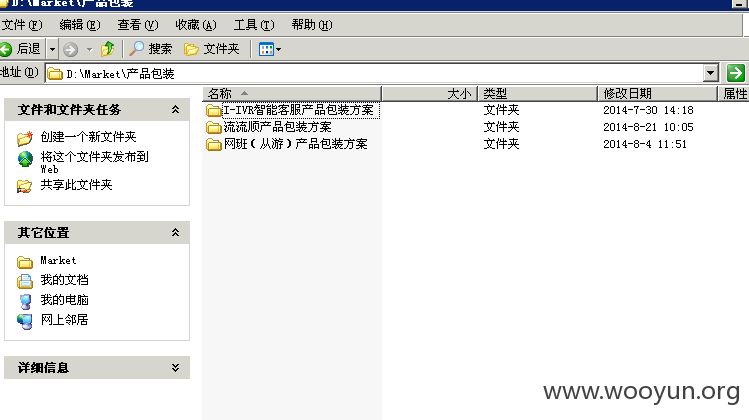 D:\Market\产品包装
文件(F) 编辑(E) 查看(V) 收藏(A) 工具(T) 帮助(H)
后退 搜索 文件夹
地址(D) D:\Market\产品包装
文件和文件夹任务
创建一个新文件夹
将这个文件夹发布到
Web
共享此文件夹
其它位置
Market
我的文档
我的电脑
网上邻居
详细信息
名称 大小 类型 修改日期 属性
I-IVR智能客服产品包装方案 文件夹 2014-7-30 14:18
流流顺产品包装方案 文件夹 2014-8-21 10:05
网班(从游)产品包装方案 文件夹 2014-8-4 11:51
www.wooyun.org